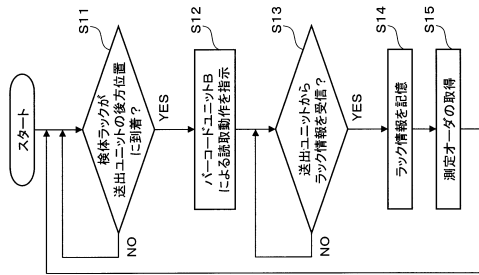 スタート
S11
検体ラックが
送出ユニットの後方位置
に到着?
NO
YES
S12
バーコードユニットB
による読取動作を指示
S13
送出ユニットから
ラック情報を受信?
NO
YES
S14
ラック情報を記憶
S15
測定オーダの取得